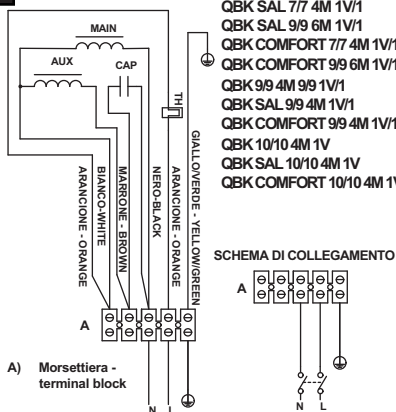 MAIN
AUX
CAP
TH
ARANCIONE - ORANGE
BIANCO-WHITE
MARRONE - BROWN
NERO-BLACK
ARANCIONE - ORANGE
GIALLO/VERDE - YELLOW/GREEN
A
N L
A) Morsettiera -
terminal block
QBK SAL 7/7 4M 1V/1
QBK SAL 9/9 6M 1V/1
QBK COMFORT 7/7 4M 1V/1
QBK COMFORT 9/9 6M 1V/1
QBK 9/9 4M 9/9 1V/1
QBK SAL 9/9 4M 1V/1
QBK COMFORT 9/9 4M 1V/1
QBK 10/10 4M 1V
QBK SAL 10/10 4M 1V
QBK COMFORT 10/10 4M 1V
SCHEMA DI COLLEGAMENTO
A
N L